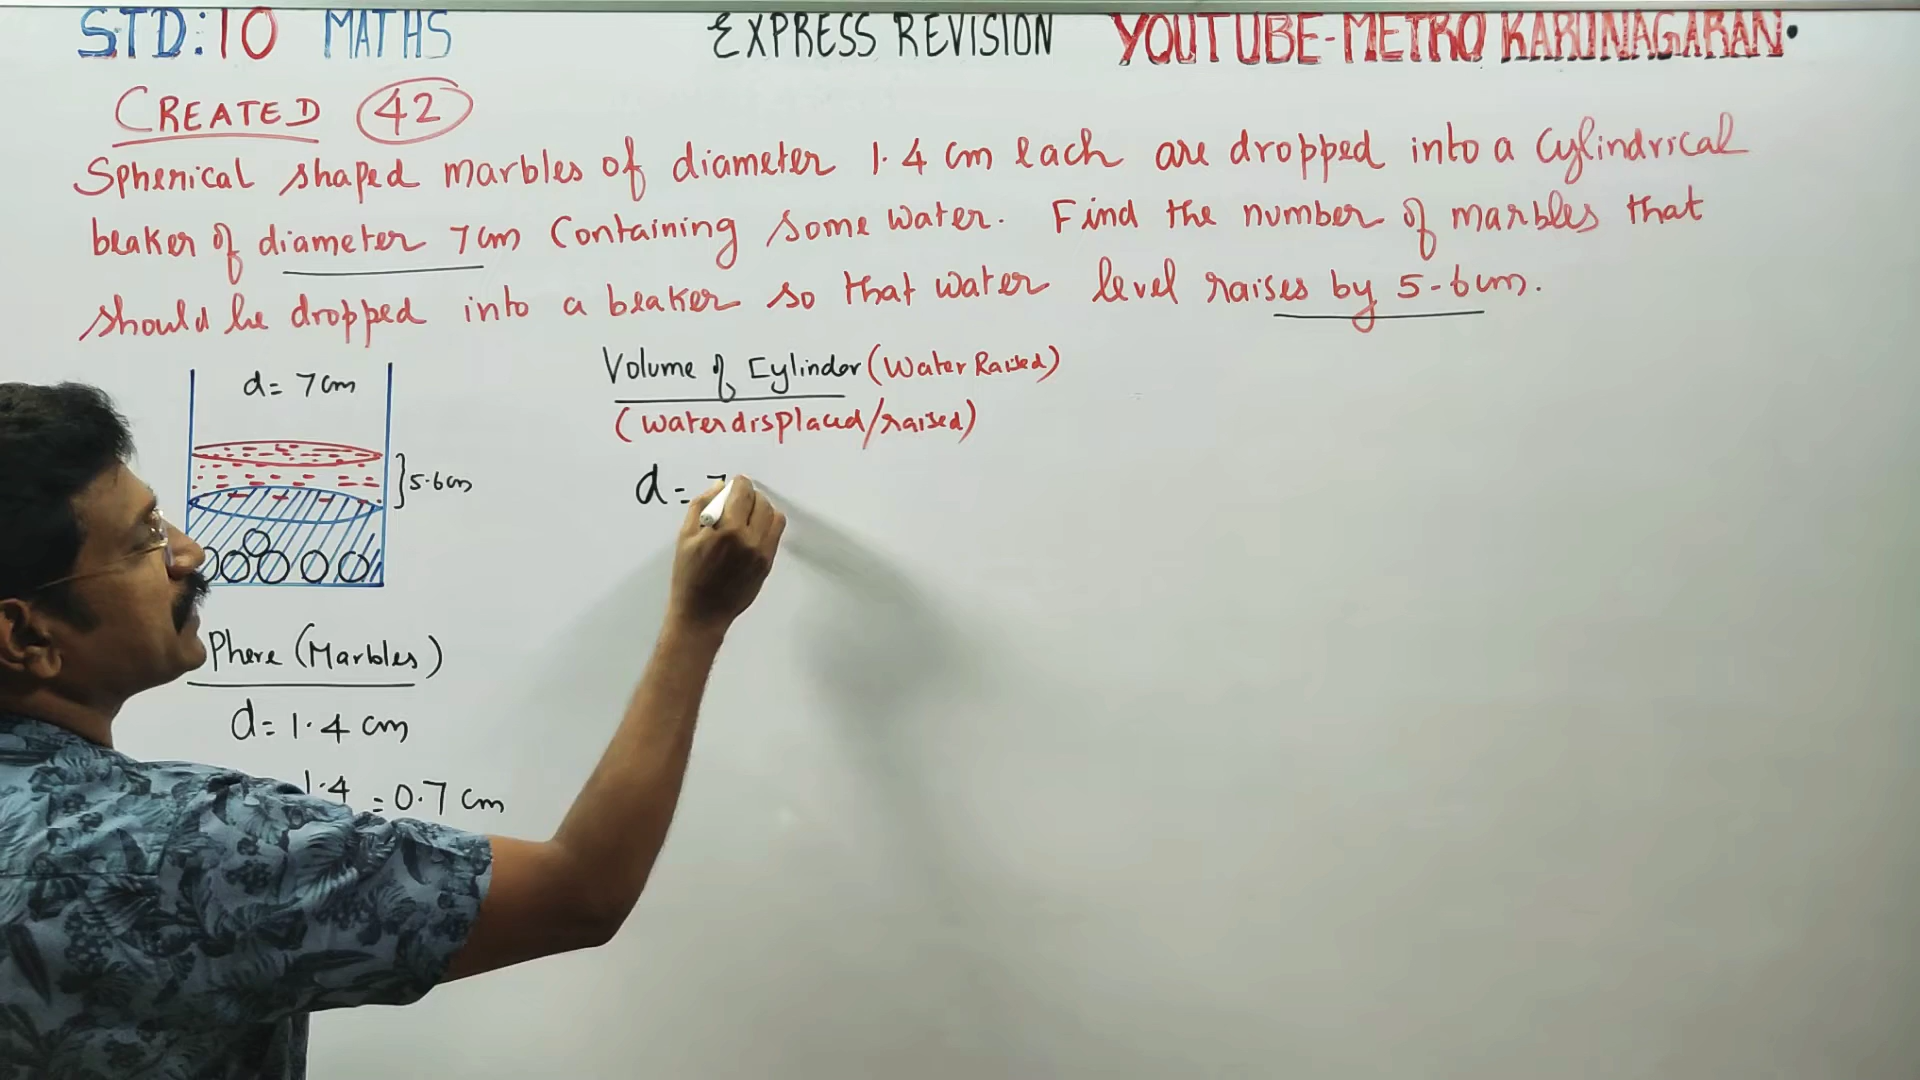 STD:10 MATHS EXPRESS REVISION YOUTUBE-METRO KARUNAGARAN.
CREATED 42
Spherical shaped marbles of diameter 1.4 cm each are dropped into a cylindrical
beaker of diameter 7cm Containing some water. Find the number of marbles that
should be dropped into a beaker so that water level raises by 5.6cm.
d= 7cm
5.6cm
Phere (Marbles)
d= 1.4 cm
1.4 = 0.7 cm
Volume of Cylinder (Water Raised)
(water displaced/raised)
d = 7